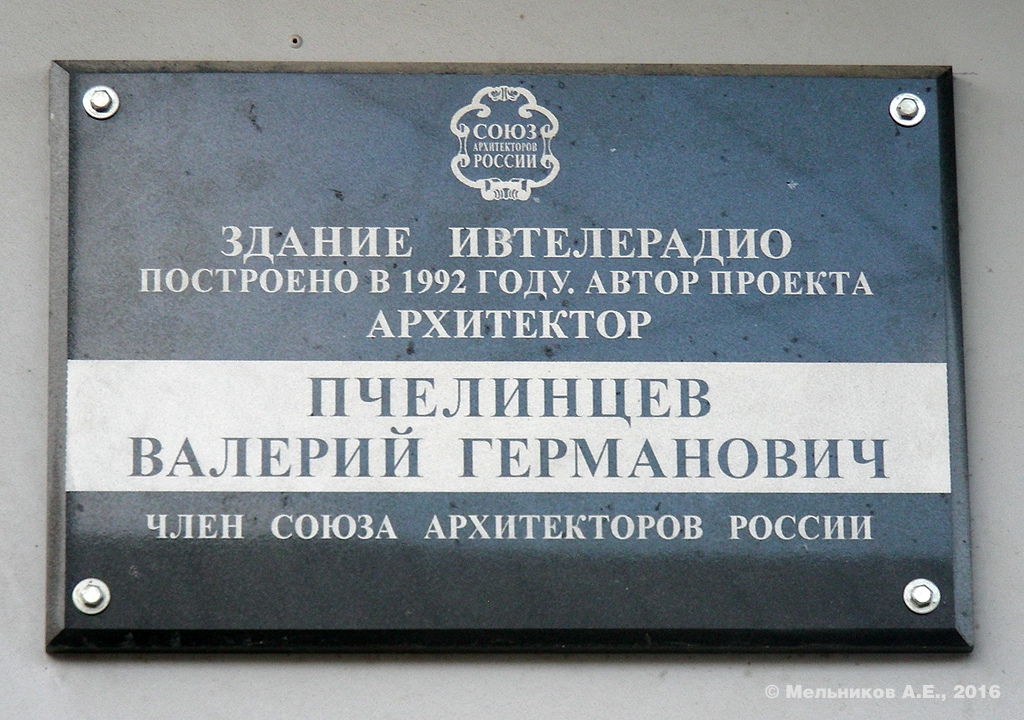 СОЮЗ
АРХИТЕКТОРОВ
РОССИИ
ЗДАНИЕ ИВТЕЛЕРАДИО
ПОСТРОЕНО В 1992 ГОДУ. АВТОР ПРОЕКТА
АРХИТЕКТОР
ПЧЕЛИНЦЕВ
ВАЛЕРИЙ ГЕРМАНОВИЧ
ЧЛЕН СОЮЗА АРХИТЕКТОРОВ РОССИИ
© Мельников А.Е., 2016